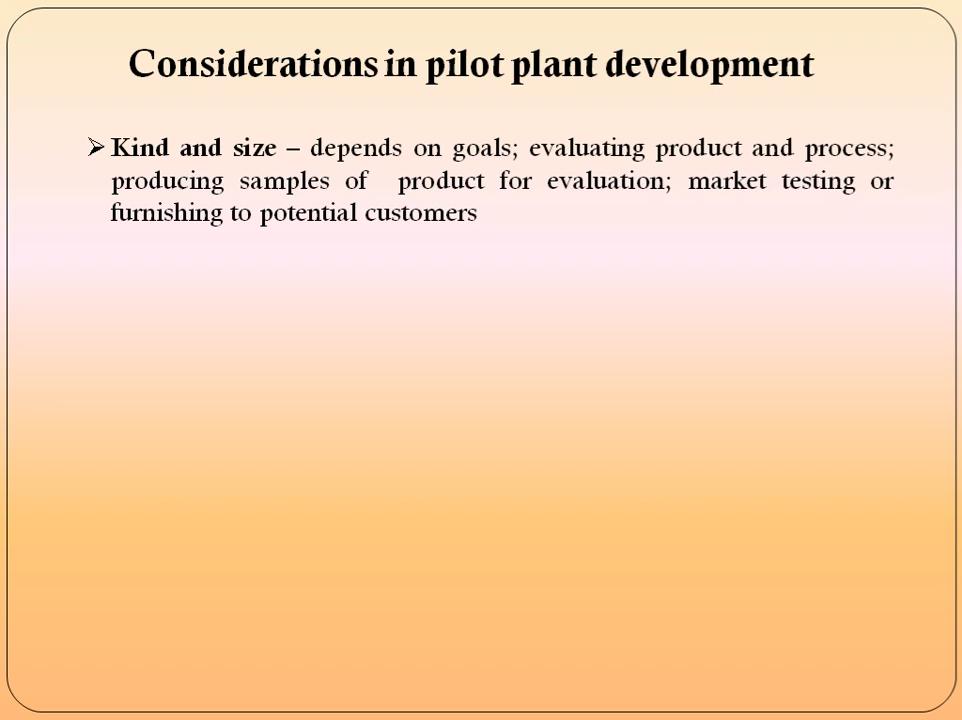 Considerations in pilot plant development
➢ Kind and size – depends on goals; evaluating product and process;
producing samples of product for evaluation; market testing or
furnishing to potential customers